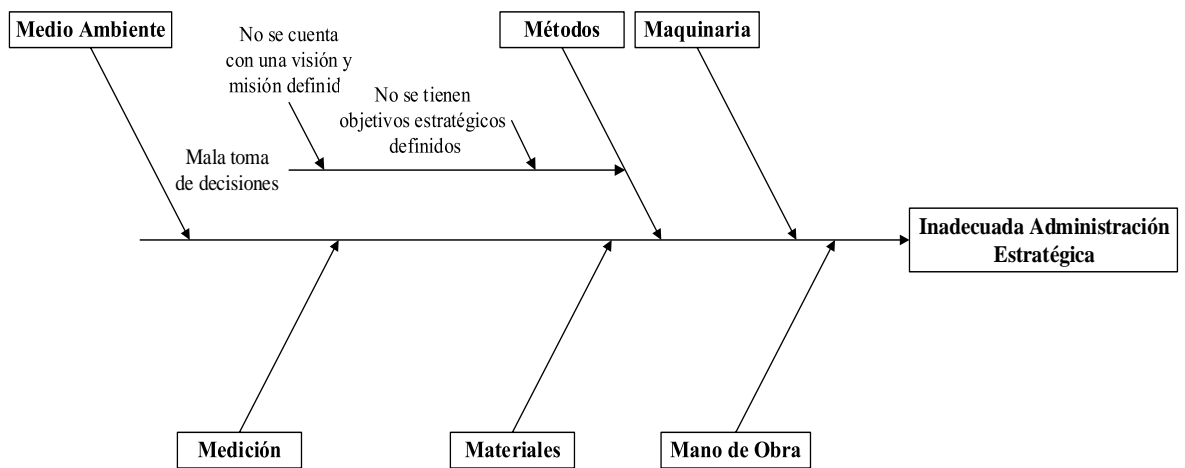 Medio Ambiente
No se cuenta
con una visión y
misión definid
Métodos
Maquinaria
No se tienen
objetivos estratégicos
definidos
Mala toma
de decisiones
Inadecuada Administración
Estratégica
Medición
Materiales
Mano de Obra